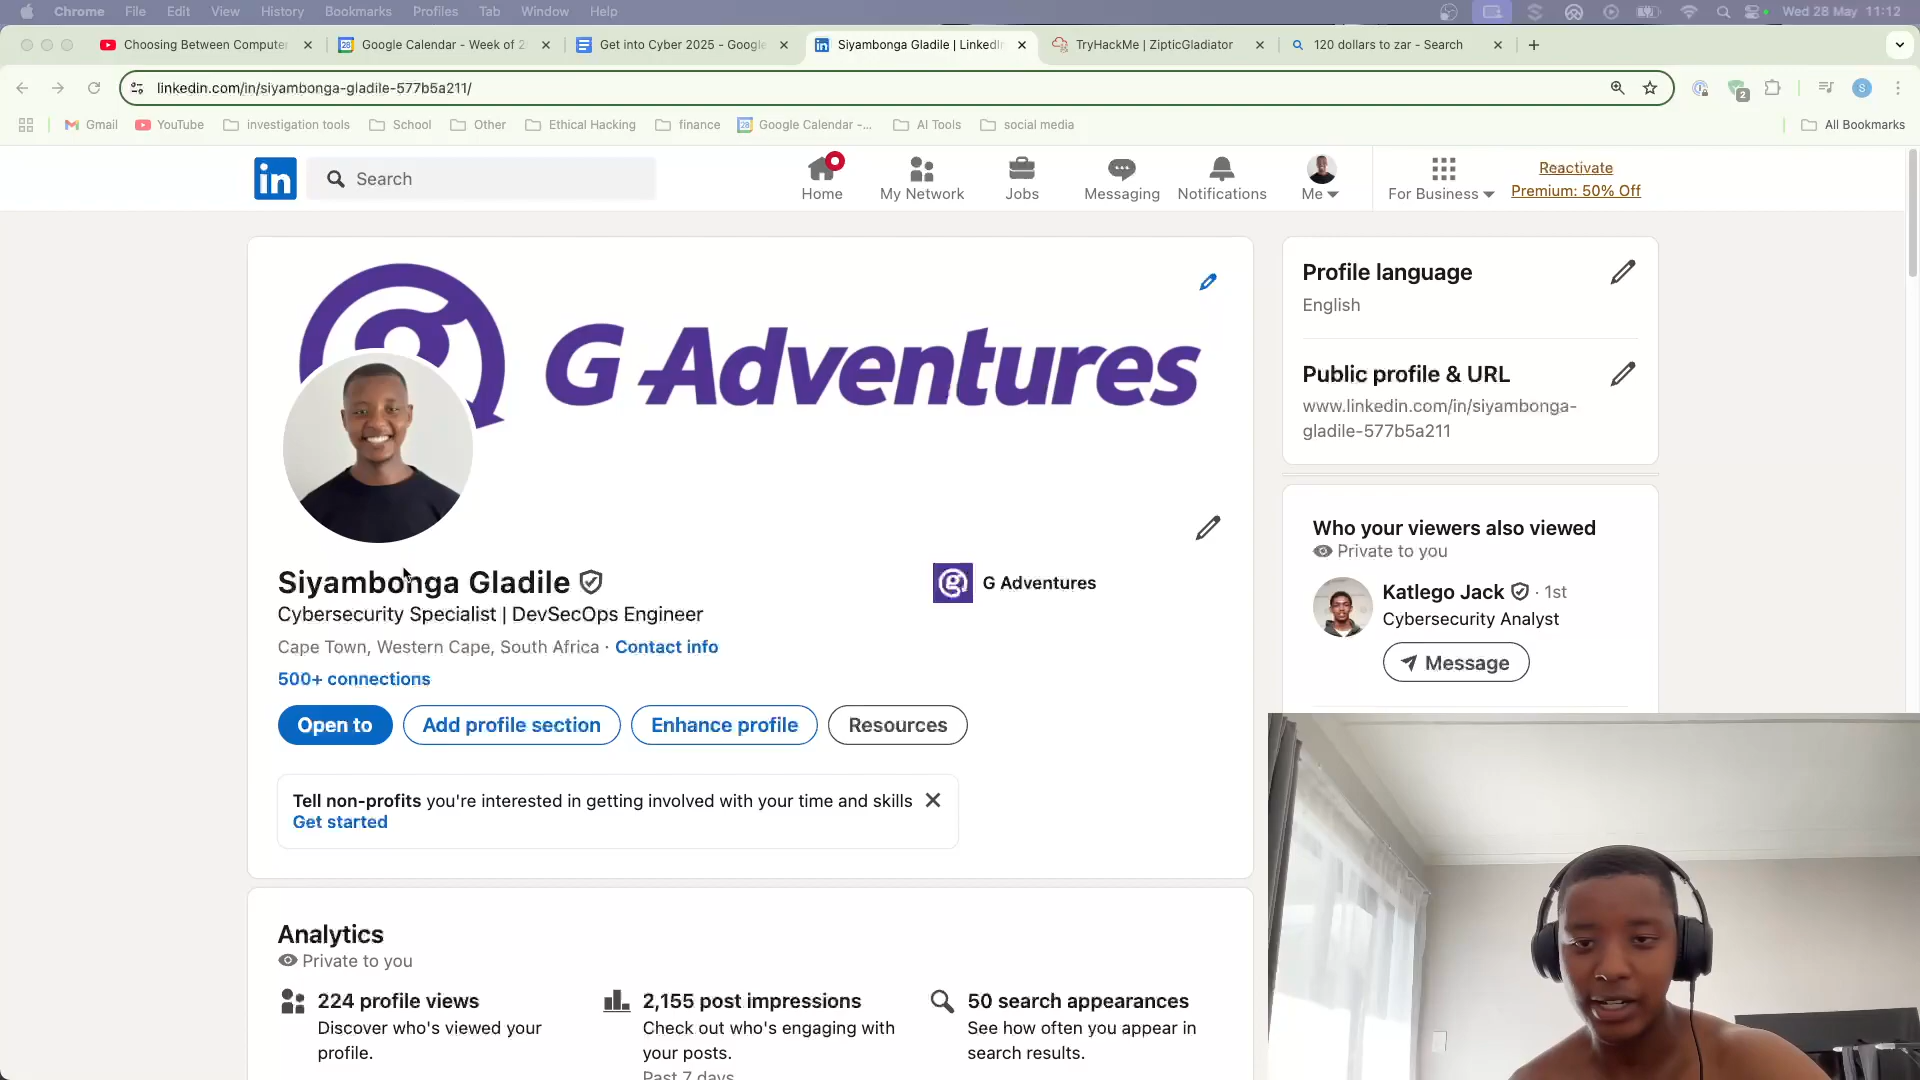 Chrome File Edit View History Bookmarks Profiles Tab Window Help Wed 28 May 11:12
Choosing Between Computer Google Calendar - Week of 2 Get into Cyber 2025 - Google Siyambonga Gladile | LinkedIn TryHackMe | ZipticGladiator 120 dollars to zar - Search
linkedin.com/in/siyambonga-gladile-577b5a211/ 2 S
Gmail YouTube investigation tools School Other Ethical Hacking finance Google Calendar -... AI Tools social media All Bookmarks
in Search Home My Network Jobs Messaging Notifications Me For Business
Reactivate
Premium: 50% Off
G Adventures
Siyambonga Gladile
G Adventures
Cybersecurity Specialist | DevSecOps Engineer
Cape Town, Western Cape, South Africa · Contact info
500+ connections
Open to Add profile section Enhance profile Resources
Tell non-profits you're interested in getting involved with your time and skills
Get started
Analytics
Private to you
224 profile views
Discover who's viewed your
profile.
2,155 post impressions
Check out who's engaging with
your posts.
Past 7 days
50 search appearances
See how often you appear in
search results.
Profile language
English
Public profile & URL
www.linkedin.com/in/siyambonga-
gladile-577b5a211
Who your viewers also viewed
Private to you
Katlego Jack · 1st
Cybersecurity Analyst
Message